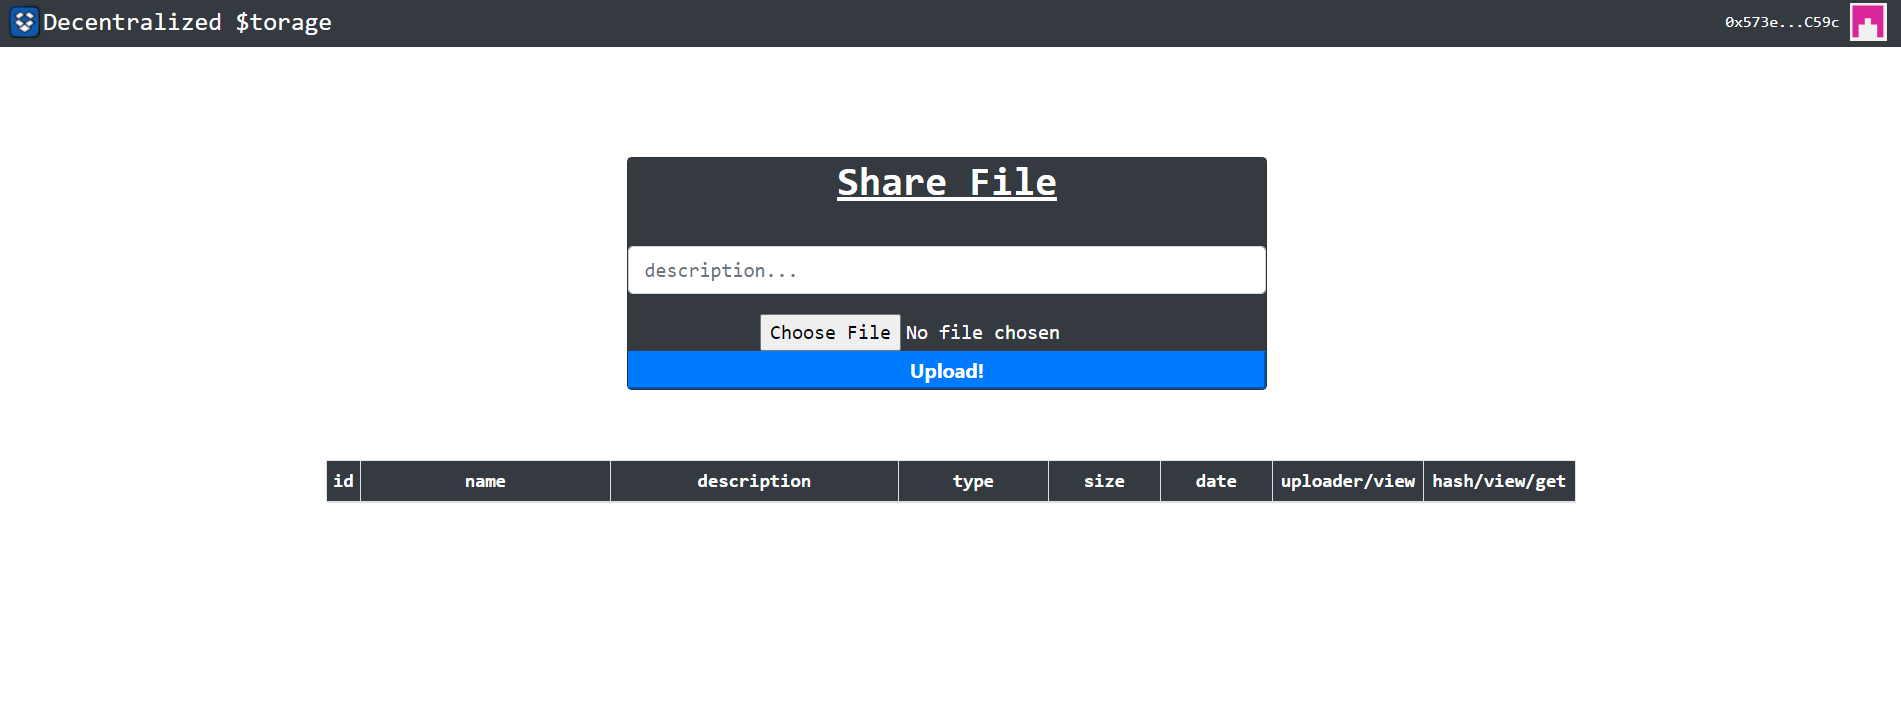 Decentralized $torage
0x573e...C59c
Share File
description...
Choose File No file chosen
Upload!
id name description type size date uploader/view hash/view/get